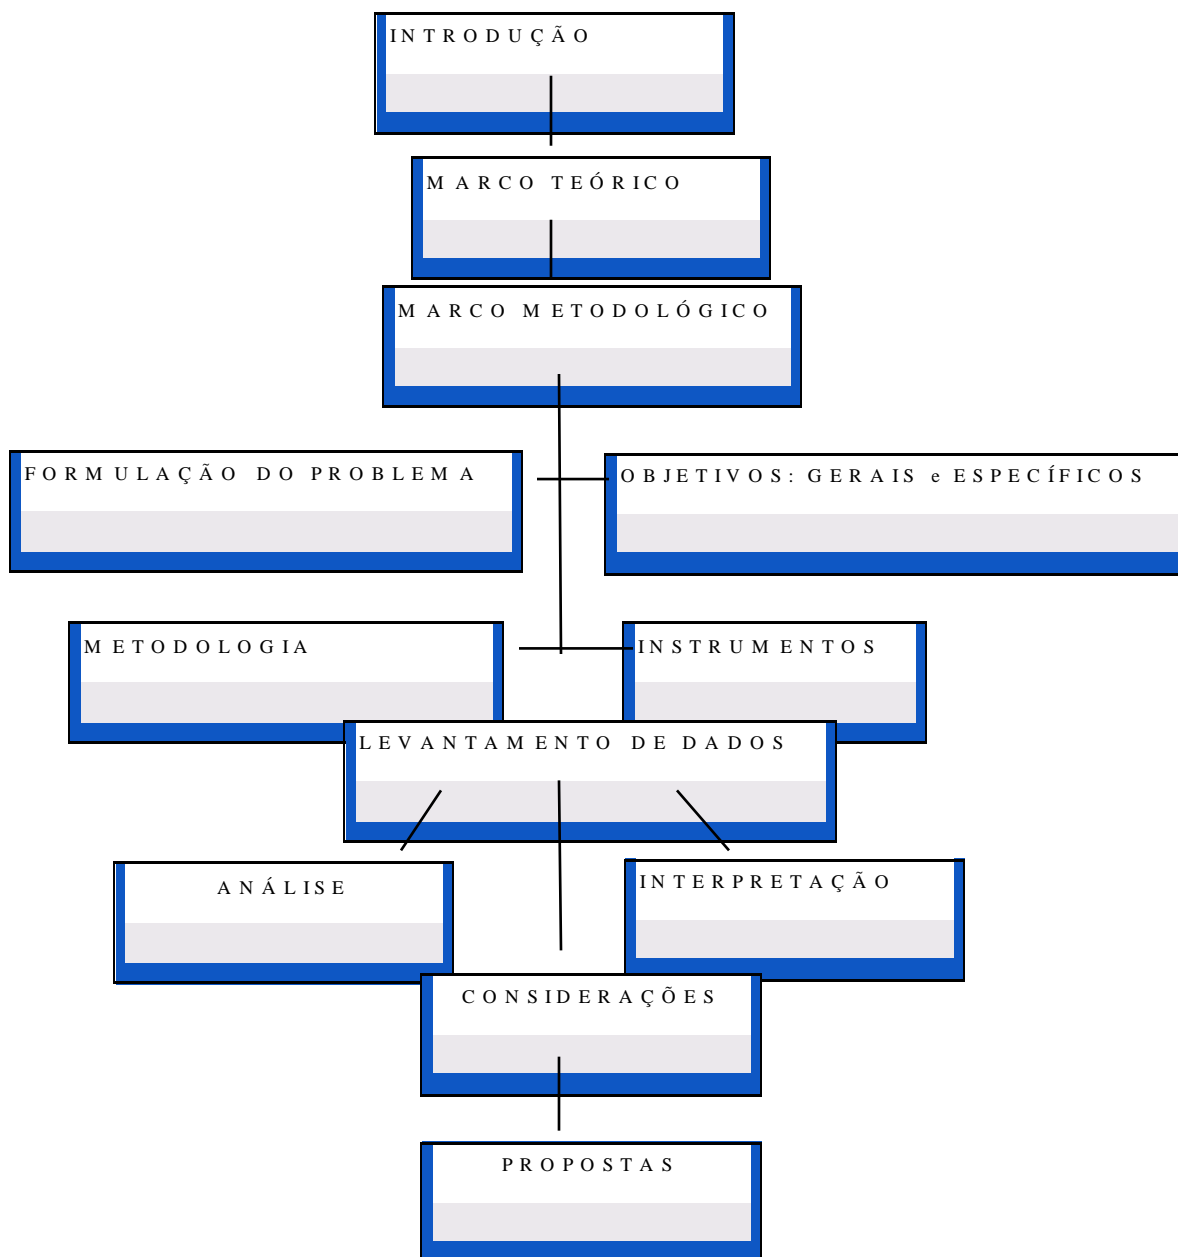 INTRODUÇÃO
MARCO TEÓRICO
MARCO METODOLÓGICO
FORMULAÇÃO DO PROBLEMA
OBJETIVOS: GERAIS e ESPECÍFICOS
METODOLOGIA
INSTRUMENTOS
LEVANTAMENTO DE DADOS
ANÁLISE
INTERPRETAÇÃO
CONSIDERAÇÕES
PROPOSTAS